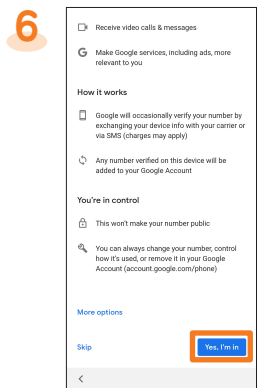 6
Receive video calls & messages
Make Google services, including ads, more
relevant to you
How it works
Google will occasionally verify your number by
exchanging your device info with your carrier or
via SMS (charges may apply)
Any number verified on this device will be
added to your Google Account
You're in control
This won't make your number public
You can always change your number, control
how it's used, or remove it in your Google
Account (account.google.com/phone)
More options
Skip
Yes, I'm in